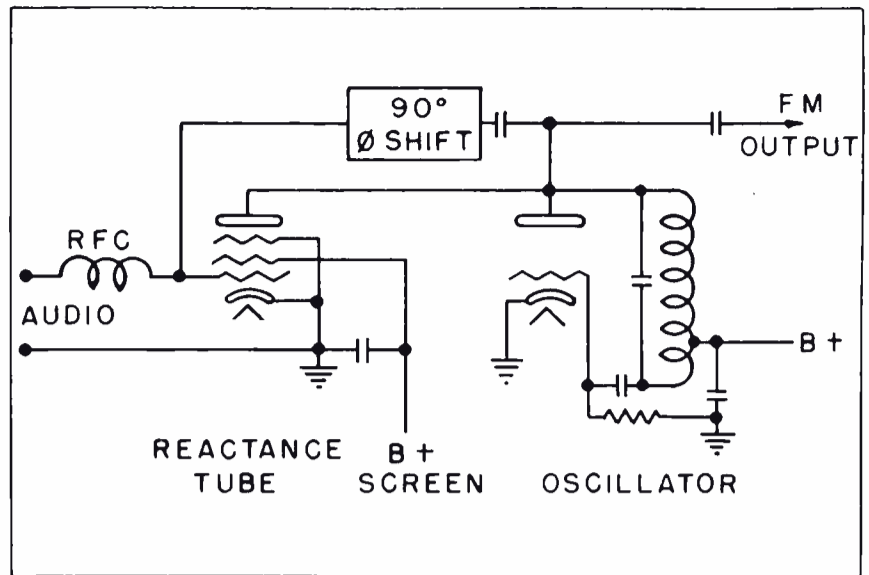 90°
Ø SHIFT
FM
OUTPUT
RFC
AUDIO
B+
REACTANCE
TUBE
B+
SCREEN
OSCILLATOR